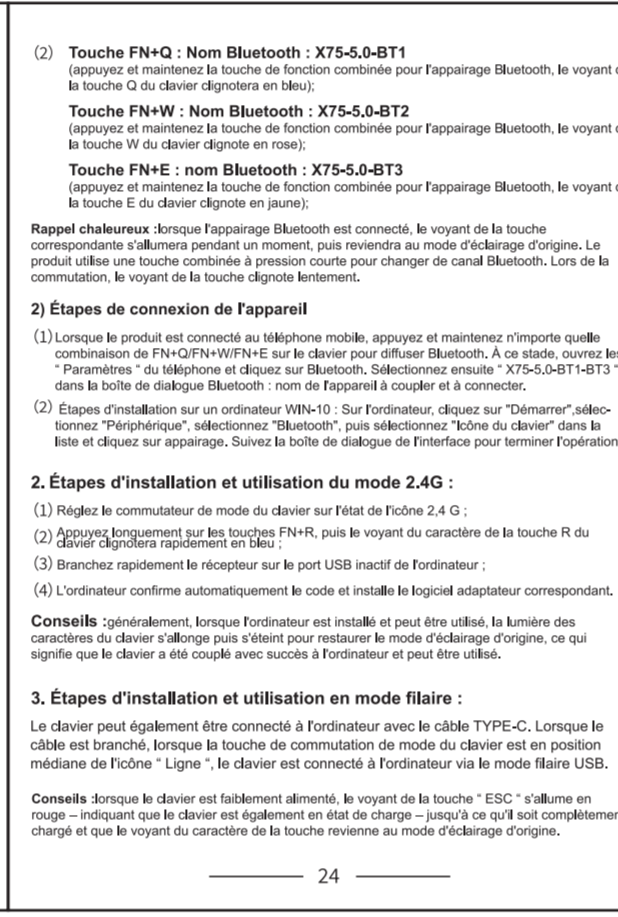 (2) Touche FN+Q : Nom Bluetooth : X75-5.0-BT1
(appuyez et maintenez la touche de fonction combinée pour l'appairage Bluetooth, le voyant
la touche Q du clavier clignotera en bleu);
Touche FN+W : Nom Bluetooth : X75-5.0-BT2
(appuyez et maintenez la touche de fonction combinée pour l'appairage Bluetooth, le voyant
la touche W du clavier clignote en rose);
Touche FN+E : nom Bluetooth : X75-5.0-BT3
(appuyez et maintenez la touche de fonction combinée pour l'appairage Bluetooth, le voyant
la touche E du clavier clignote en jaune);
Rappel chaleureux :lorsque l'appairage Bluetooth est connecté, le voyant de la touche
correspondante s'allumera pendant un moment, puis reviendra au mode d'éclairage d'origine. Le
produit utilise une touche combinée à pression courte pour changer de canal Bluetooth. Lors de la
commutation, le voyant de la touche clignote lentement.
2) Étapes de connexion de l'appareil
(1) Lorsque le produit est connecté au téléphone mobile, appuyez et maintenez n'importe quelle
combinaison de FN+Q/FN+W/FN+E sur le clavier pour diffuser Bluetooth. À ce stade, ouvrez les
" Paramètres " du téléphone et cliquez sur Bluetooth. Sélectionnez ensuite " X75-5.0-BT1-BT3 "
dans la boîte de dialogue Bluetooth : nom de l'appareil à coupler et à connecter.
(2) Étapes d'installation sur un ordinateur WIN-10 : Sur l'ordinateur, cliquez sur "Démarrer",sélec-
tionnez "Périphérique", sélectionnez "Bluetooth", puis sélectionnez "Icône du clavier" dans la
liste et cliquez sur appairage. Suivez la boîte de dialogue de l'interface pour terminer l'opération
2. Étapes d'installation et utilisation du mode 2.4G :
(1) Réglez le commutateur de mode du clavier sur l'état de l'icône 2,4 G ;
(2) Appuyez longuement sur les touches FN+R, puis le voyant du caractère de la touche R du
clavier clignotera rapidement en bleu ;
(3) Branchez rapidement le récepteur sur le port USB inactif de l'ordinateur ;
(4) L'ordinateur confirme automatiquement le code et installe le logiciel adaptateur correspondant.
Conseils :généralement, lorsque l'ordinateur est installé et peut être utilisé, la lumière des
caractères du clavier s'allonge puis s'éteint pour restaurer le mode d'éclairage d'origine, ce qui
signifie que le clavier a été couplé avec succès à l'ordinateur et peut être utilisé.
3. Étapes d'installation et utilisation en mode filaire :
Le clavier peut également être connecté à l'ordinateur avec le câble TYPE-C. Lorsque le
câble est branché, lorsque la touche de commutation de mode du clavier est en position
médiane de l'icône " Ligne ", le clavier est connecté à l'ordinateur via le mode filaire USB.
Conseils :lorsque le clavier est faiblement alimenté, le voyant de la touche " ESC " s'allume en
rouge – indiquant que le clavier est également en état de charge – jusqu'à ce qu'il soit complètemen
chargé et que le voyant du caractère de la touche revienne au mode d'éclairage d'origine.
24